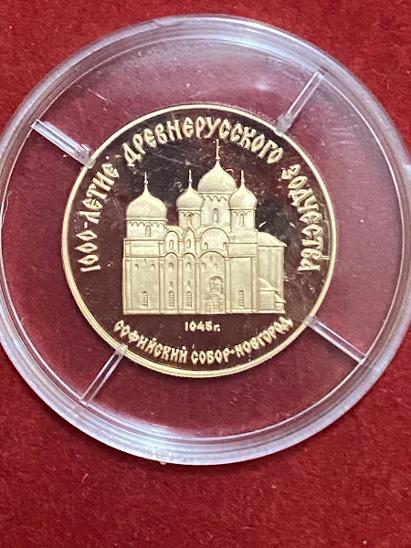 1000-ЛЕТИЕ ДРЕВНЕРУССКОГО ЗОДЧЕСТВА
1045 г.
СОФИЙСКИЙ СОБОР-НОВГОРОД